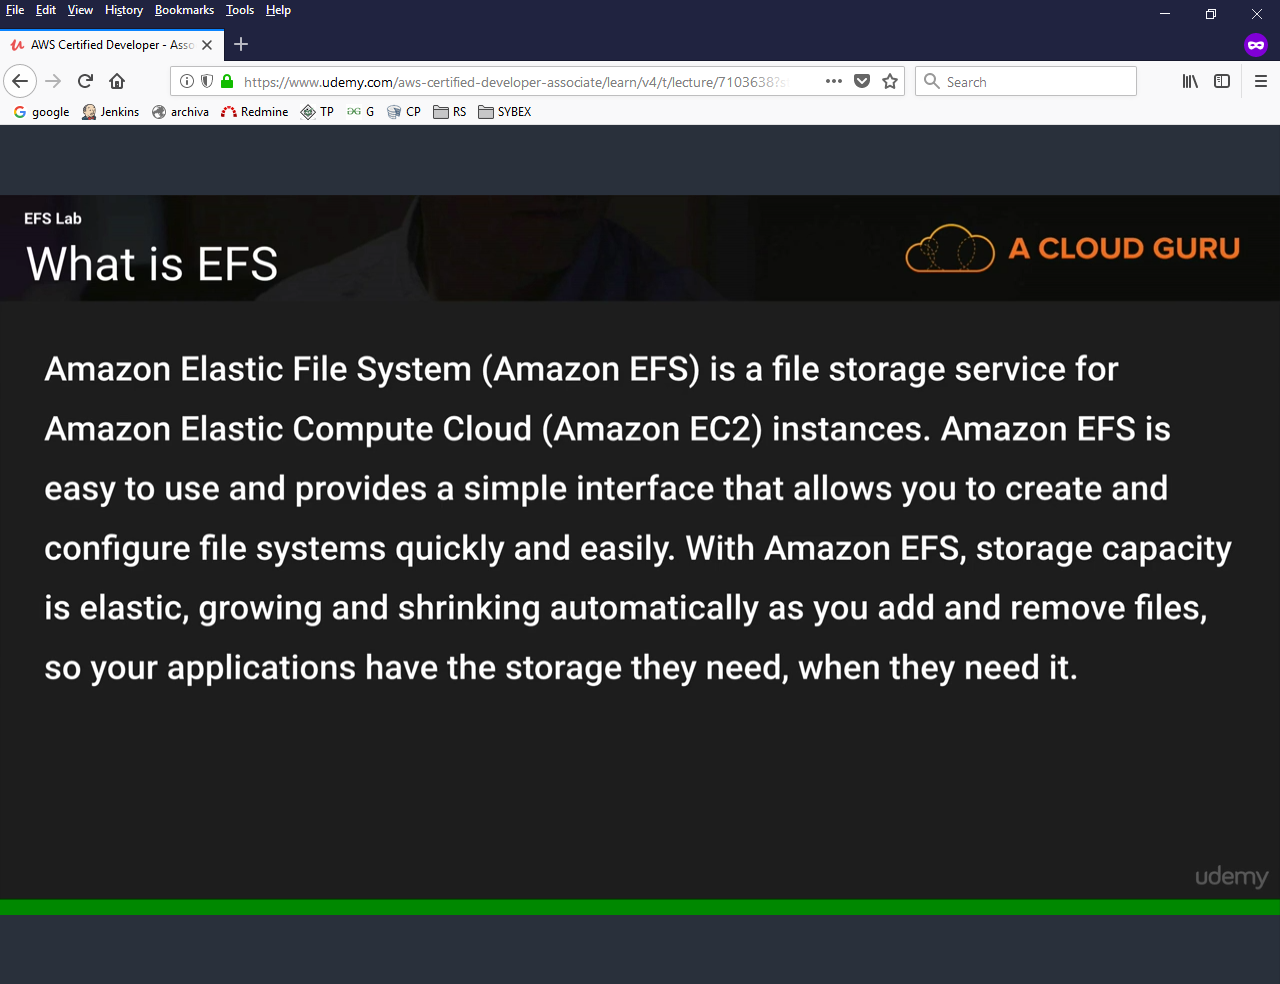 File Edit View History Bookmarks Tools Help
AWS Certified Developer - Asso
https://www.udemy.com/aws-certified-developer-associate/learn/v4/t/lecture/7103638?s
Search
google Jenkins archiva Redmine TP G CP RS SYBEX
EFS Lab
What is EFS
A CLOUD GURU
Amazon Elastic File System (Amazon EFS) is a file storage service for
Amazon Elastic Compute Cloud (Amazon EC2) instances. Amazon EFS is
easy to use and provides a simple interface that allows you to create and
configure file systems quickly and easily. With Amazon EFS, storage capacity
is elastic, growing and shrinking automatically as you add and remove files,
so your applications have the storage they need, when they need it.
udemy